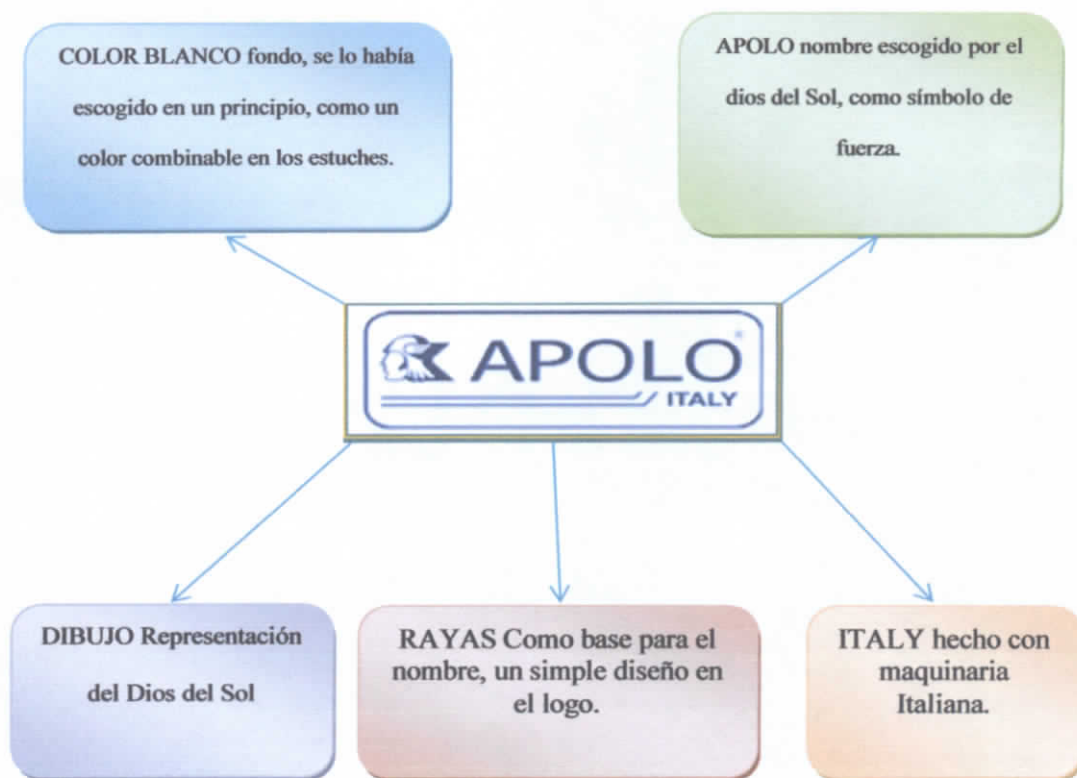 COLOR BLANCO fondo, se lo había
escogido en un principio, como un
color combinable en los estuches.
APOLO nombre escogido por el
dios del Sol, como símbolo de
fuerza.
APOLO®
ITALY
DIBUJO Representación
del Dios del Sol
RAYAS Como base para el
nombre, un simple diseño en
el logo.
ITALY hecho con
maquinaria
Italiana.